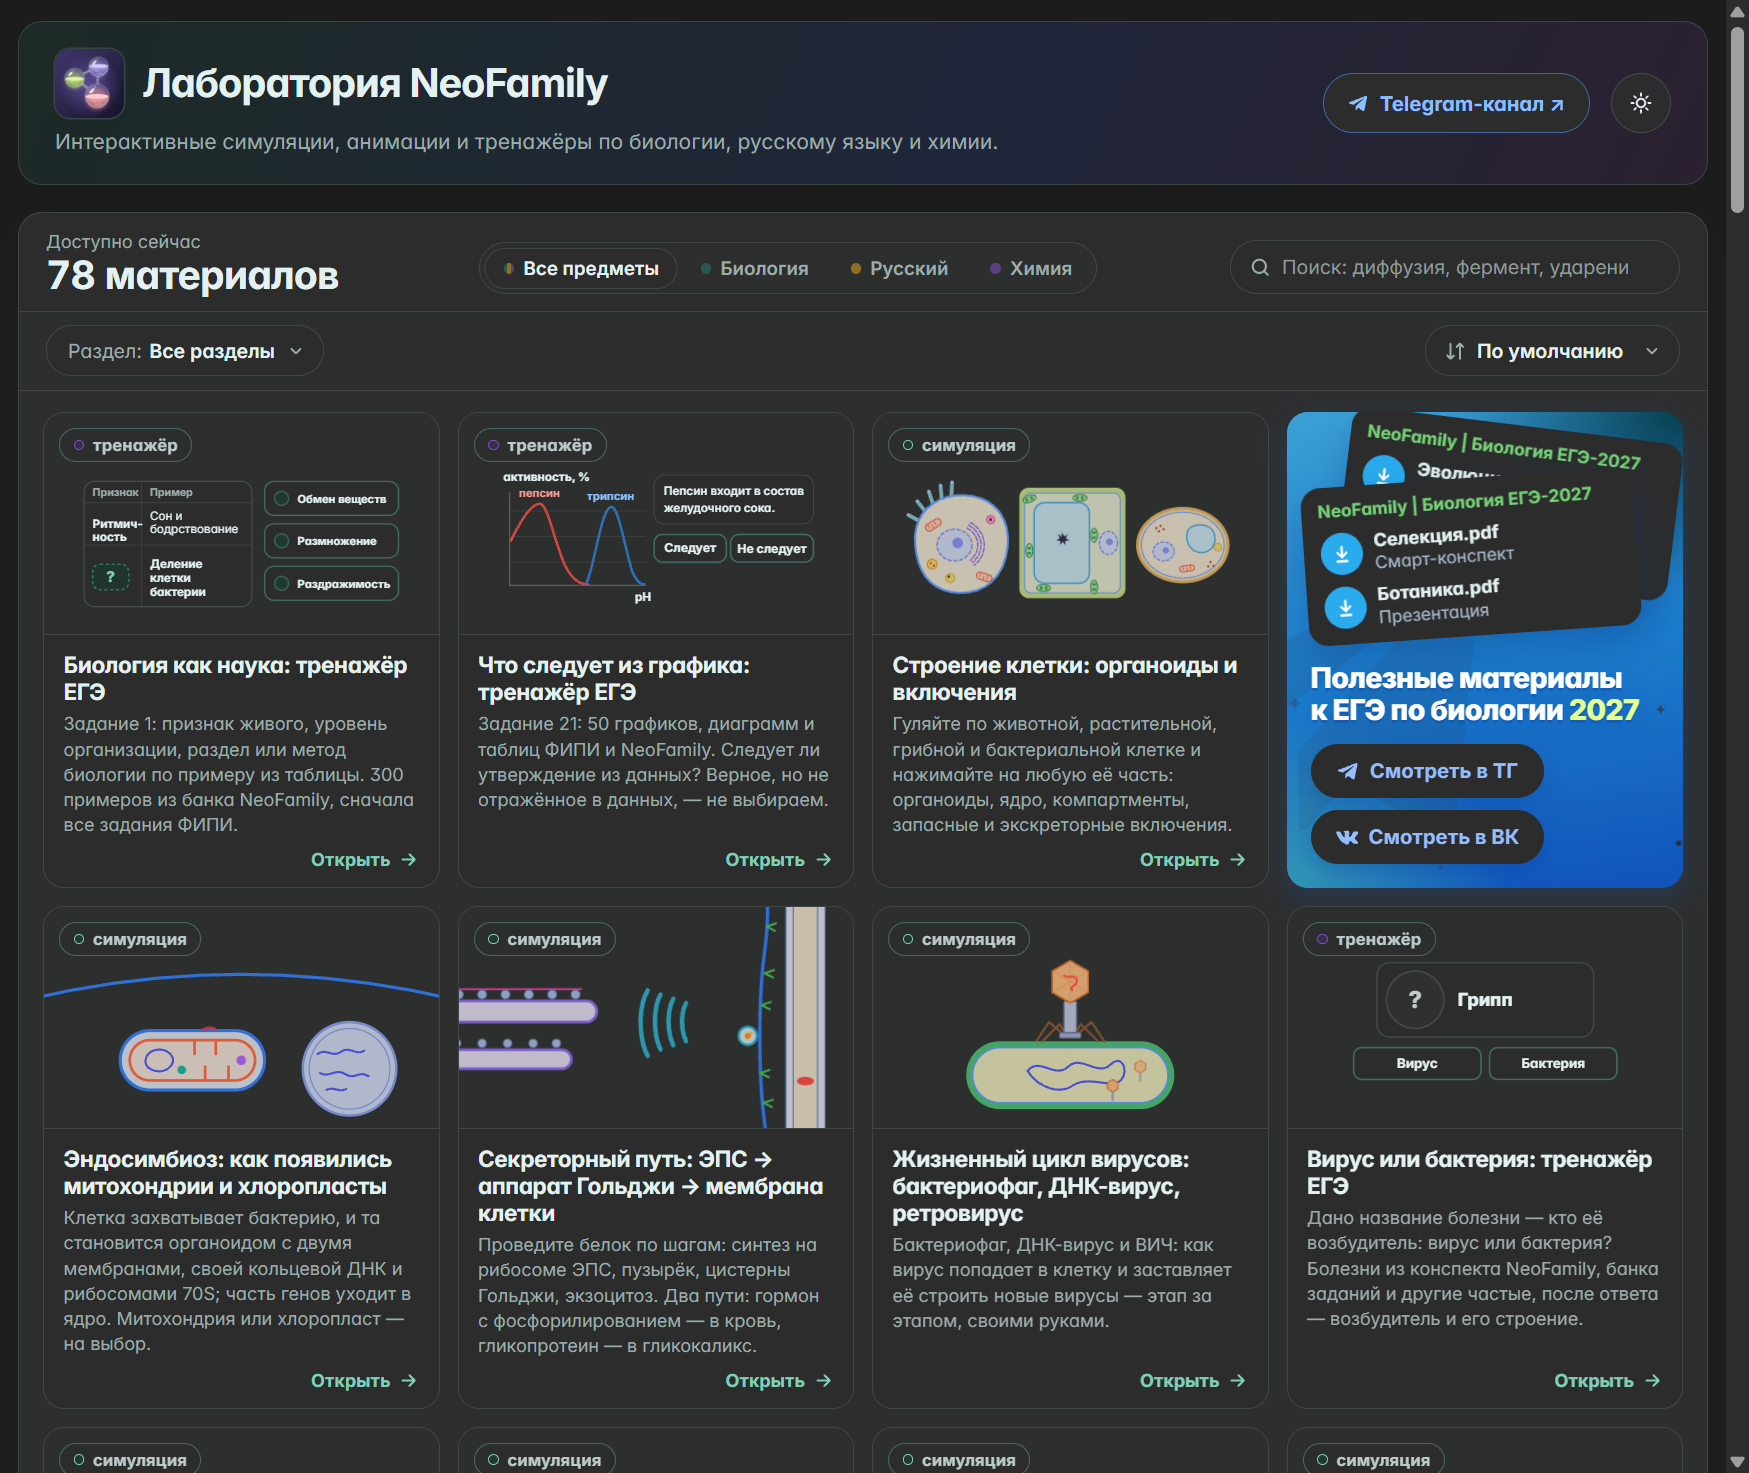 Лаборатория NeoFamily
Интерактивные симуляции, анимации и тренажёры по биологии, русскому языку и химии.
Telegram-канал ↗
Доступно сейчас
78 материалов
Все предметы
Биология
Русский
Химия
Поиск: диффузия, фермент, ударени
Раздел: Все разделы
По умолчанию
тренажёр
Признак Пример
Ритмич-
ность
Сон и
бодрствование
?
Деление
клетки
бактерии
Обмен веществ
Размножение
Раздражимость
Биология как наука: тренажёр
ЕГЭ
Задание 1: признак живого, уровень
организации, раздел или метод
биологии по примеру из таблицы. 300
примеров из банка NeoFamily, сначала
все задания ФИПИ.
Открыть →
тренажёр
активность, %
пепсин
трипсин
pH
Пепсин входит в состав
желудочного сока.
Следует
Не следует
Что следует из графика:
тренажёр ЕГЭ
Задание 21: 50 графиков, диаграмм и
таблиц ФИПИ и NeoFamily. Следует ли
утверждение из данных? Верное, но не
отражённое в данных, — не выбираем.
Открыть →
симуляция
Строение клетки: органоиды и
включения
Гуляйте по животной, растительной,
грибной и бактериальной клетке и
нажимайте на любую её часть:
органоиды, ядро, компартменты,
запасные и экскреторные включения.
Открыть →
NeoFamily | Биология ЕГЭ-2027
NeoFamily | Биология ЕГЭ-2027
Селекция.pdf
Смарт-конспект
Ботаника.pdf
Презентация
Полезные материалы
к ЕГЭ по биологии 2027
Смотреть в ТГ
Смотреть в ВК
симуляция
Эндосимбиоз: как появились
митохондрии и хлоропласты
Клетка захватывает бактерию, и та
становится органоидом с двумя
мембранами, своей кольцевой ДНК и
рибосомами 70S; часть генов уходит в
ядро. Митохондрия или хлоропласт —
на выбор.
Открыть →
симуляция
Секреторный путь: ЭПС →
аппарат Гольджи → мембрана
клетки
Проведите белок по шагам: синтез на
рибосоме ЭПС, пузырёк, цистерны
Гольджи, экзоцитоз. Два пути: гормон
с фосфорилированием — в кровь,
гликопротеин — в гликокаликс.
Открыть →
симуляция
Жизненный цикл вирусов:
бактериофаг, ДНК-вирус,
ретровирус
Бактериофаг, ДНК-вирус и ВИЧ: как
вирус попадает в клетку и заставляет
её строить новые вирусы — этап за
этапом, своими руками.
Открыть →
тренажёр
?
Грипп
Вирус
Бактерия
Вирус или бактерия: тренажёр
ЕГЭ
Дано название болезни — кто её
возбудитель: вирус или бактерия?
Болезни из конспекта NeoFamily, банка
заданий и другие частые, после ответа
— возбудитель и его строение.
Открыть →
симуляция
симуляция
симуляция
симуляция